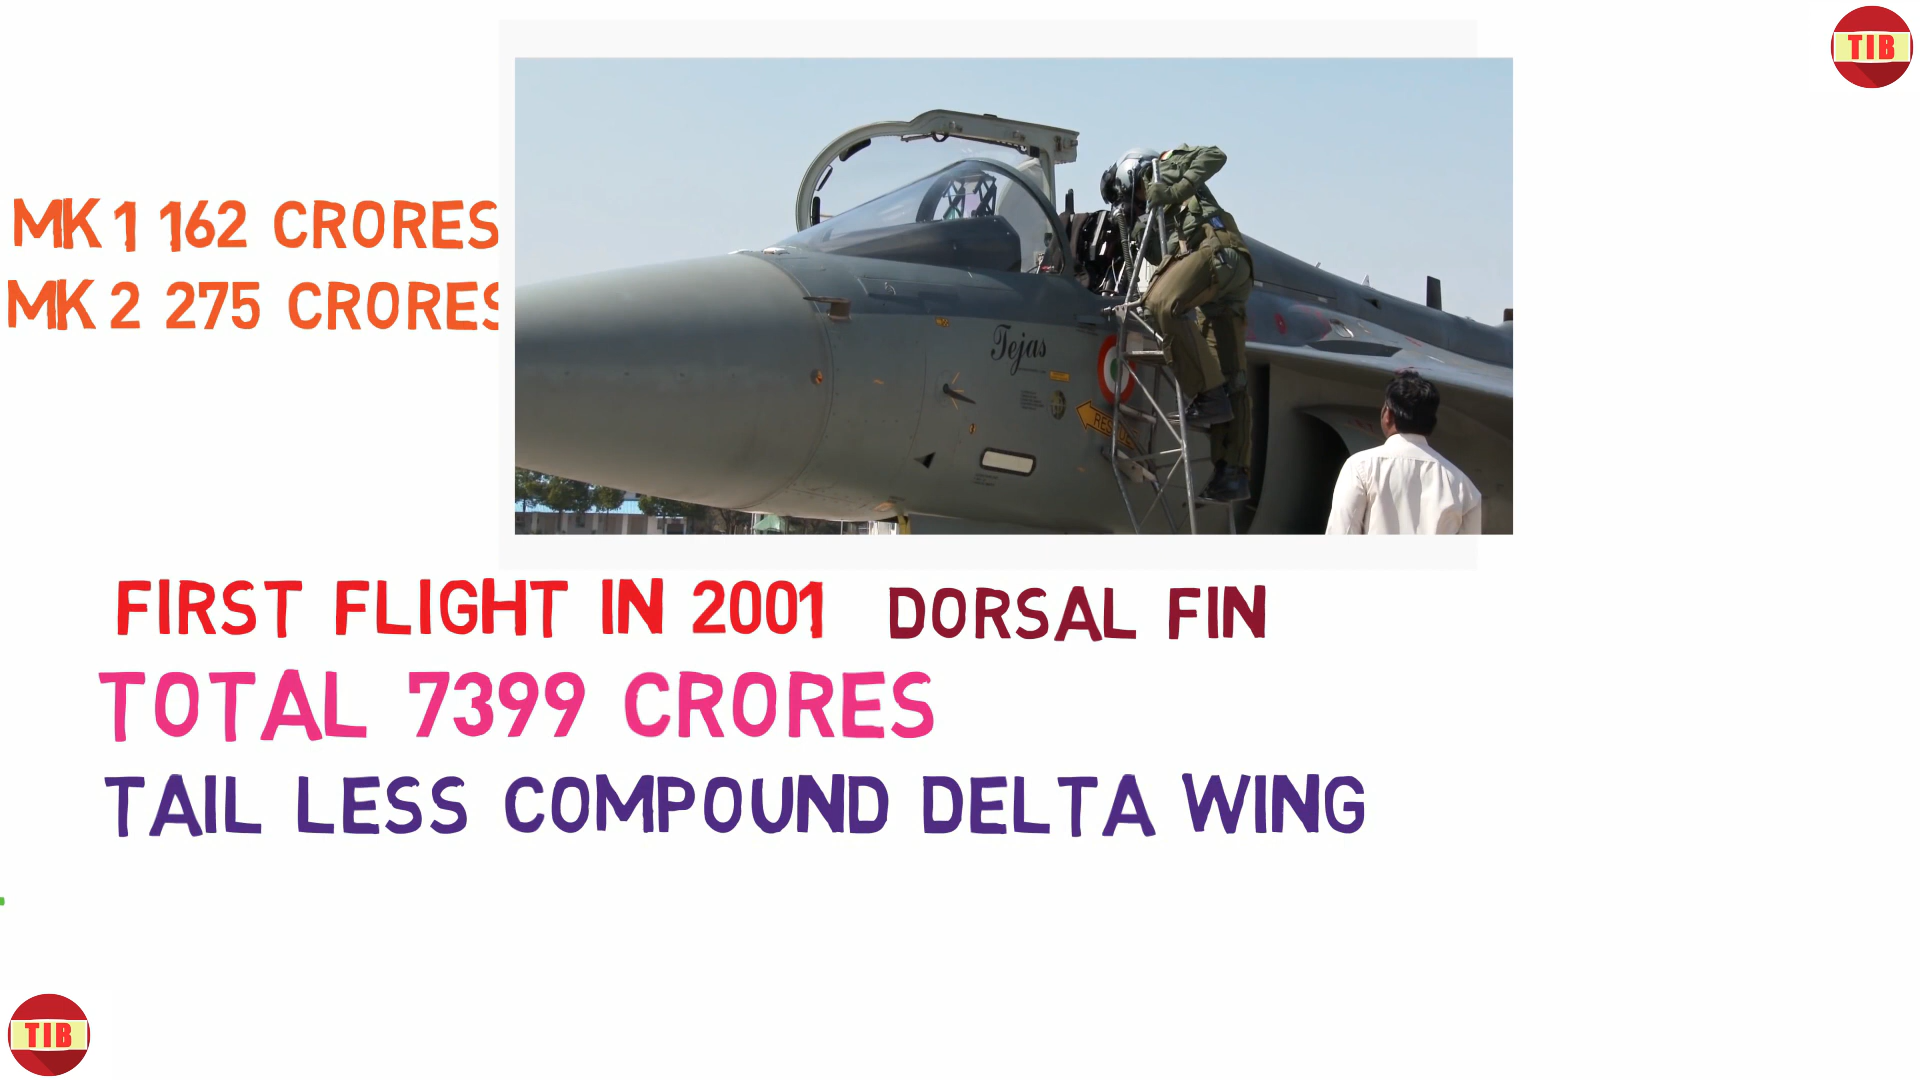 TIB
MK 1 162 CRORES
MK 2 275 CRORES
Tejas
FIRST FLIGHT IN 2001 DORSAL FIN
TOTAL 7399 CRORES
TAIL LESS COMPOUND DELTA WING
TIB